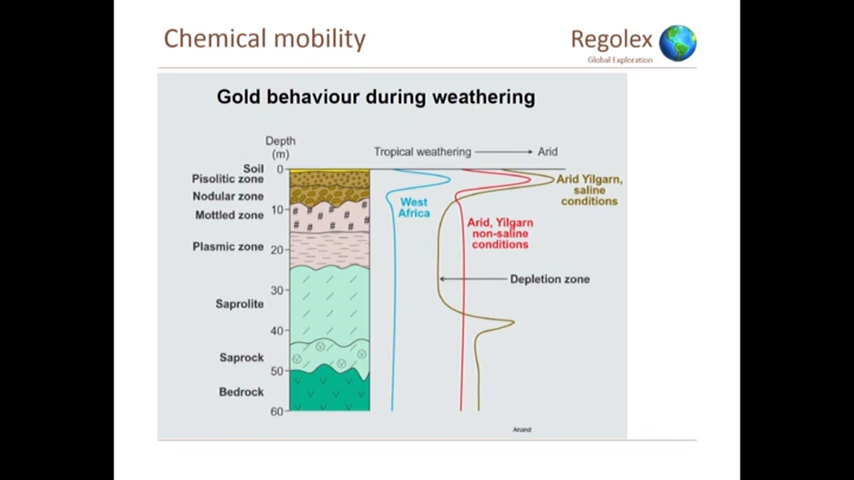 Chemical mobility
Regolex
Global Exploration
Gold behaviour during weathering
Depth
(m)
Tropical weathering
Arid
Soil
0
Pisolitic zone
Nodular zone
10
Mottled zone
Plasmic zone
20
30
Saprolite
40
Saprock
50
Bedrock
60
West
Africa
Arid, Yilgarn
non-saline
conditions
Arid Yilgarn,
saline
conditions
Depletion zone
Anand